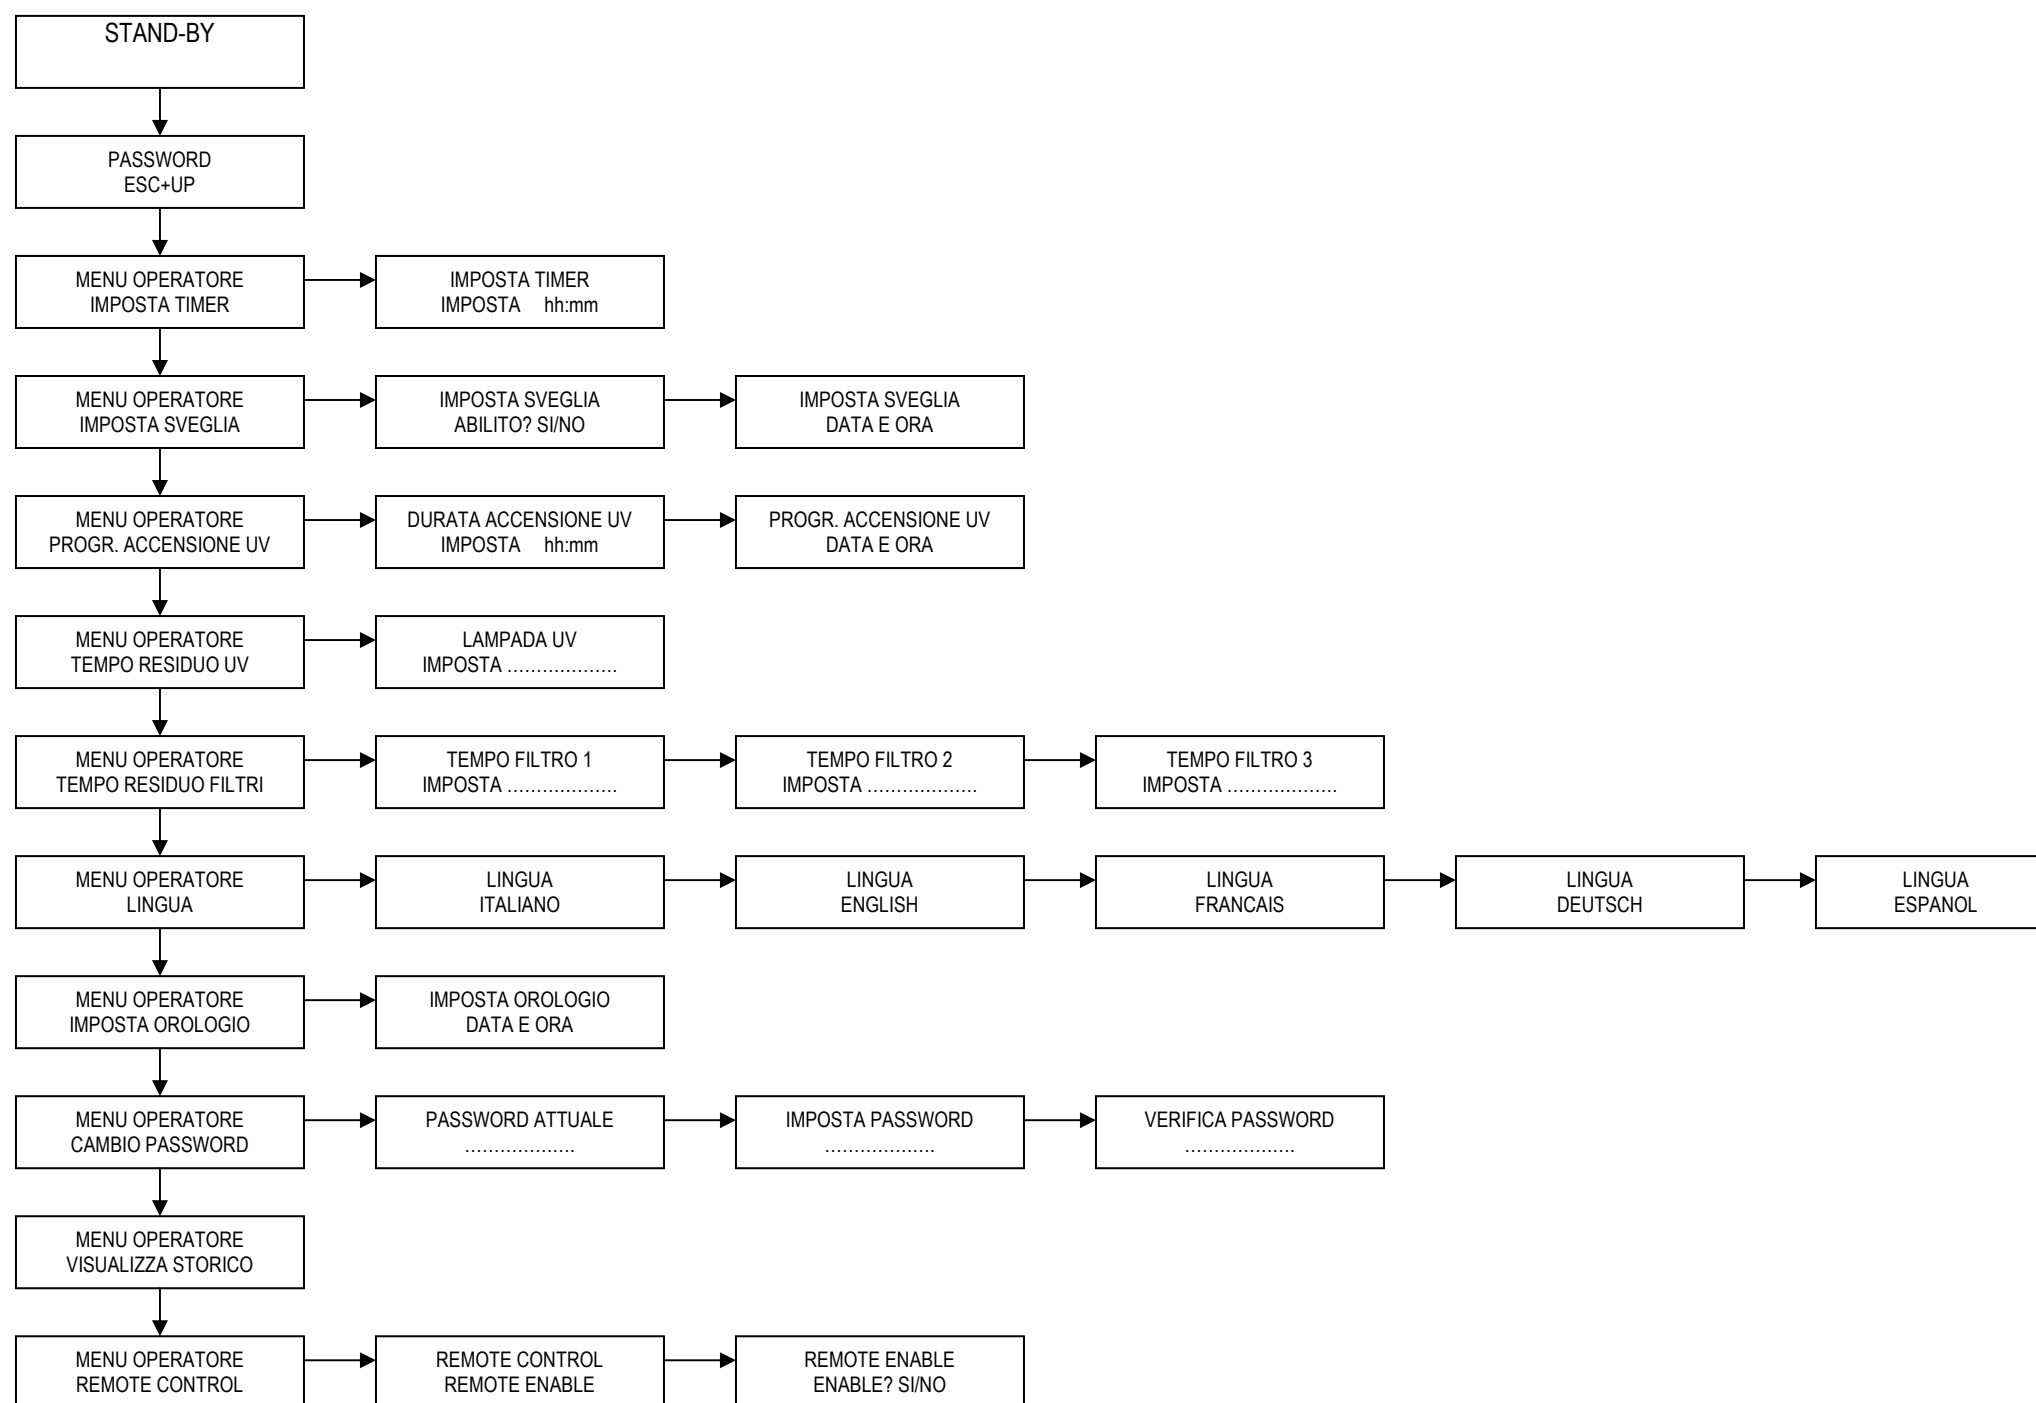 STAND-BY
PASSWORD
ESC+UP
MENU OPERATORE
IMPOSTA TIMER
IMPOSTA TIMER
IMPOSTA hh:mm
MENU OPERATORE
IMPOSTA SVEGLIA
IMPOSTA SVEGLIA
ABILITO? SI/NO
IMPOSTA SVEGLIA
DATA E ORA
MENU OPERATORE
PROGR. ACCENSIONE UV
DURATA ACCENSIONE UV
IMPOSTA hh:mm
PROGR. ACCENSIONE UV
DATA E ORA
MENU OPERATORE
TEMPO RESIDUO UV
LAMPADA UV
IMPOSTA ……………….
MENU OPERATORE
TEMPO RESIDUO FILTRI
TEMPO FILTRO 1
IMPOSTA ……………….
TEMPO FILTRO 2
IMPOSTA ……………….
TEMPO FILTRO 3
IMPOSTA ……………….
MENU OPERATORE
LINGUA
LINGUA
ITALIANO
LINGUA
ENGLISH
LINGUA
FRANCAIS
LINGUA
DEUTSCH
LINGUA
ESPANOL
MENU OPERATORE
IMPOSTA OROLOGIO
IMPOSTA OROLOGIO
DATA E ORA
MENU OPERATORE
CAMBIO PASSWORD
PASSWORD ATTUALE
……………….
IMPOSTA PASSWORD
……………….
VERIFICA PASSWORD
……………….
MENU OPERATORE
VISUALIZZA STORICO
MENU OPERATORE
REMOTE CONTROL
REMOTE CONTROL
REMOTE ENABLE
REMOTE ENABLE
ENABLE? SI/NO